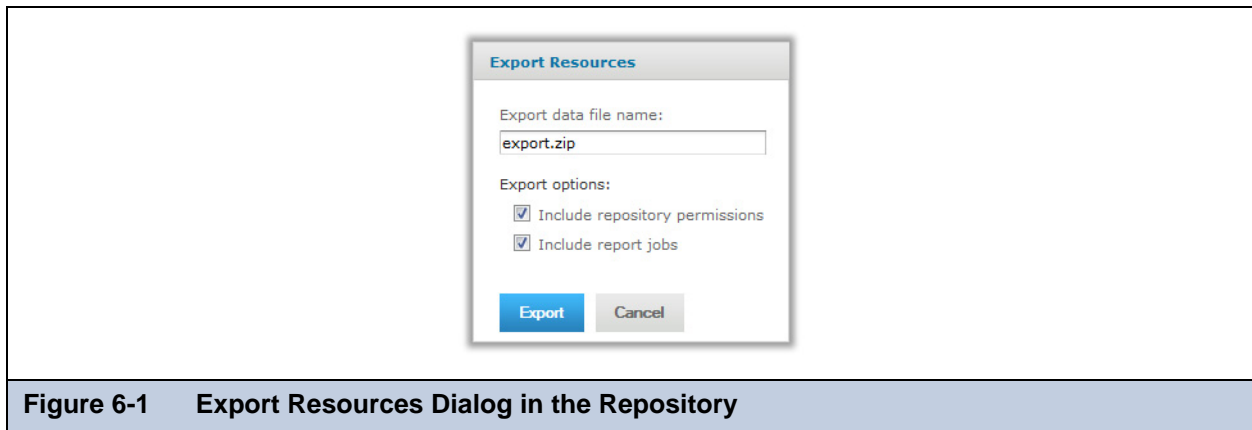 Export Resources
Export data file name:
export.zip
Export options:
Include repository permissions
Include report jobs
Export Cancel
Figure 6-1 Export Resources Dialog in the Repository